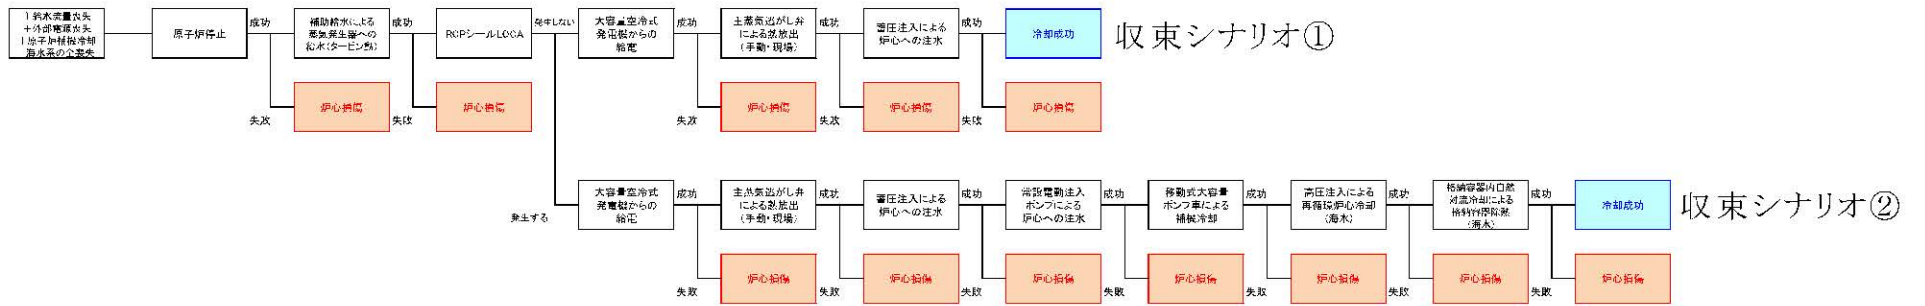 主給水流量喪失
+外部電源喪失
+原子炉補機冷却
海水系の全喪失
原子炉停止
成功
補助給水による
蒸気発生器への
給水(タービン動)
成功
RCPシールLOCA
発生しない
大容量空冷式
発電機からの
給電
成功
主蒸気逃がし弁
による熱放出
(手動・現場)
成功
蓄圧注入による
炉心への注水
成功
冷却成功
収束シナリオ①
炉心損傷
炉心損傷
炉心損傷
炉心損傷
炉心損傷
失敗
失敗
失敗
失敗
失敗
発生する
大容量空冷式
発電機からの
給電
成功
主蒸気逃がし弁
による熱放出
(手動・現場)
成功
蓄圧注入による
炉心への注水
成功
常設電動注入
ポンプによる
炉心への注水
成功
移動式大容量
ポンプ車による
補機冷却
成功
高圧注入による
再循環炉心冷却
(海水)
成功
格納容器内自然
対流冷却による
格納容器除熱
(海水)
成功
冷却成功
収束シナリオ②
炉心損傷
炉心損傷
炉心損傷
炉心損傷
炉心損傷
炉心損傷
炉心損傷
失敗
失敗
失敗
失敗
失敗
失敗
失敗